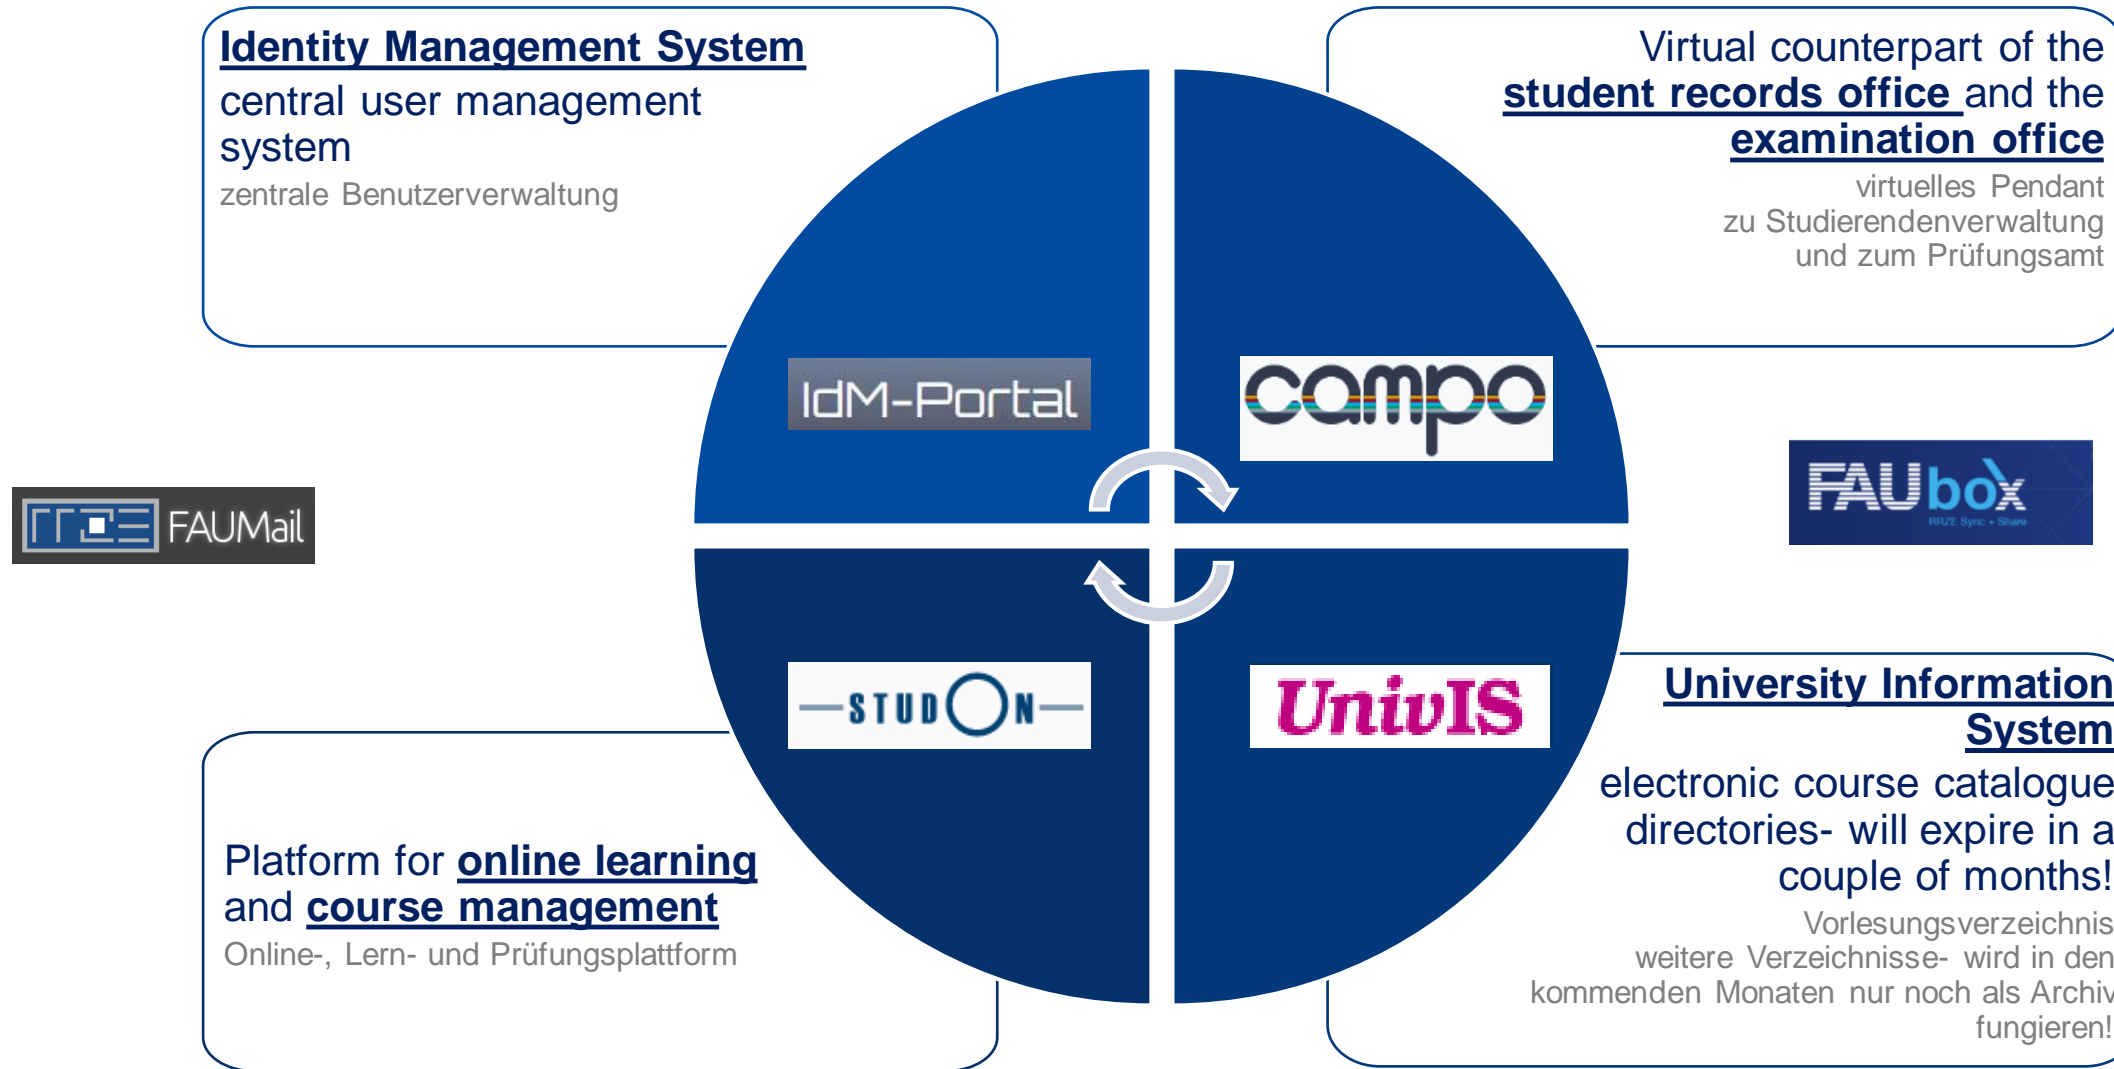 Identity Management System
central user management
system
zentrale Benutzerverwaltung
Virtual counterpart of the
student records office and the
examination office
virtuelles Pendant
zu Studierendenverwaltung
und zum Prüfungsamt
IdM-Portal
campo
FAUMail
FAUbox
RRZE Sync + Share
STUDON
UnivIS
Platform for online learning
and course management
Online-, Lern- und Prüfungsplattform
University Information
System
electronic course catalogue
directories- will expire in a
couple of months!
Vorlesungsverzeichnis
weitere Verzeichnisse- wird in den
kommenden Monaten nur noch als Archiv
fungieren!